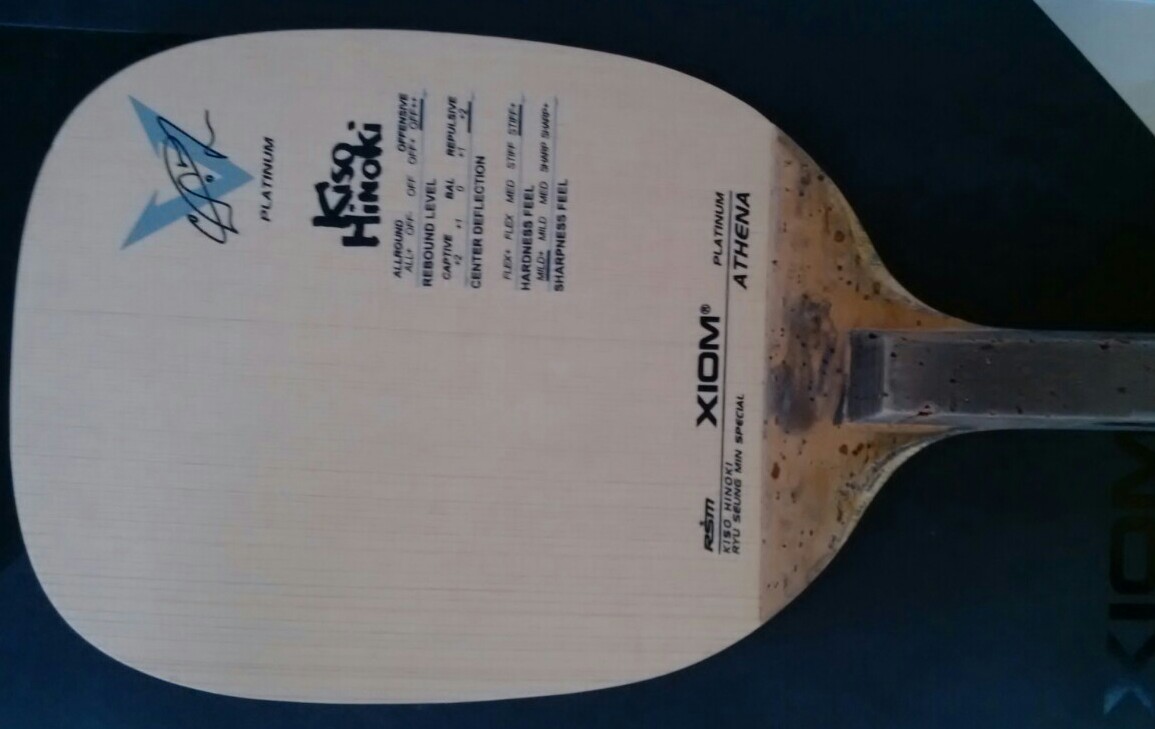 PLATINUM
Kiso
Hinoki
ALLROUND OFFENSIVE
ALL+ OFF- OFF OFF+ OFF++
REBOUND LEVEL
CAPTIVE BAL REPULSIVE
+2 +1 0 +1 +2
CENTER DEFLECTION
FLEX+ FLEX MED STIFF STIFF+
HARDNESS FEEL
MILD+ MILD MED SHARP SHARP+
SHARPNESS FEEL
RSM
KISO HINOKI
RYU SEUNG MIN SPECIAL
XIOM®
PLATINUM
ATHENA
XIOM